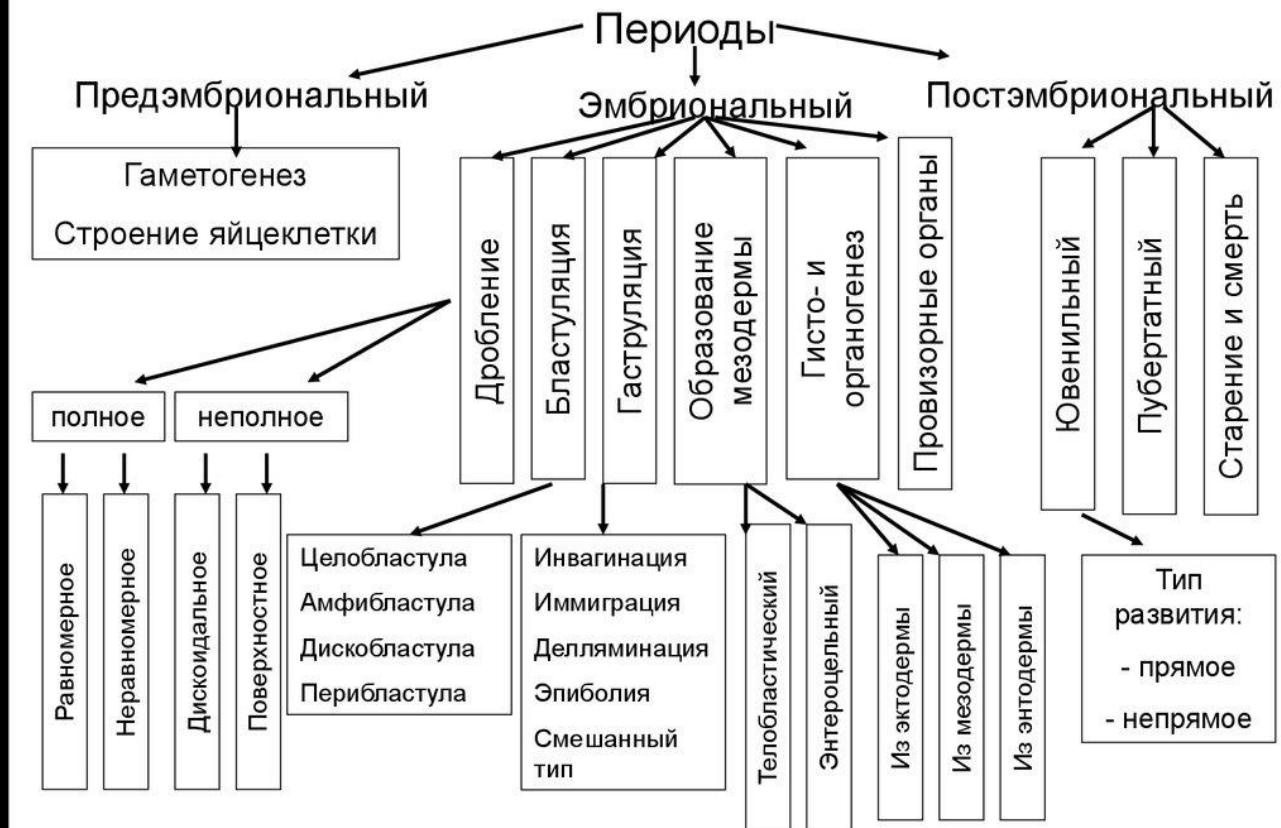 Периоды
Предэмбриональный
Эмбриональный
Постэмбриональный
Гаметогенез
Строение яйцеклетки
Дробление
Бластуляция
Гаструляция
Образование
мезодермы
Гисто- и
органогенез
Провизорные органы
Ювенильный
Пубертатный
Старение и смерть
полное
неполное
Равномерное
Неравномерное
Дискоидальное
Поверхностное
Целобластула
Амфибластула
Дискобластула
Перибластула
Инвагинация
Иммиграция
Делляминация
Эпиболия
Смешанный
тип
Телобластический
Энтероцельный
Из эктодермы
Из мезодермы
Из энтодермы
Тип
развития:
- прямое
- непрямое